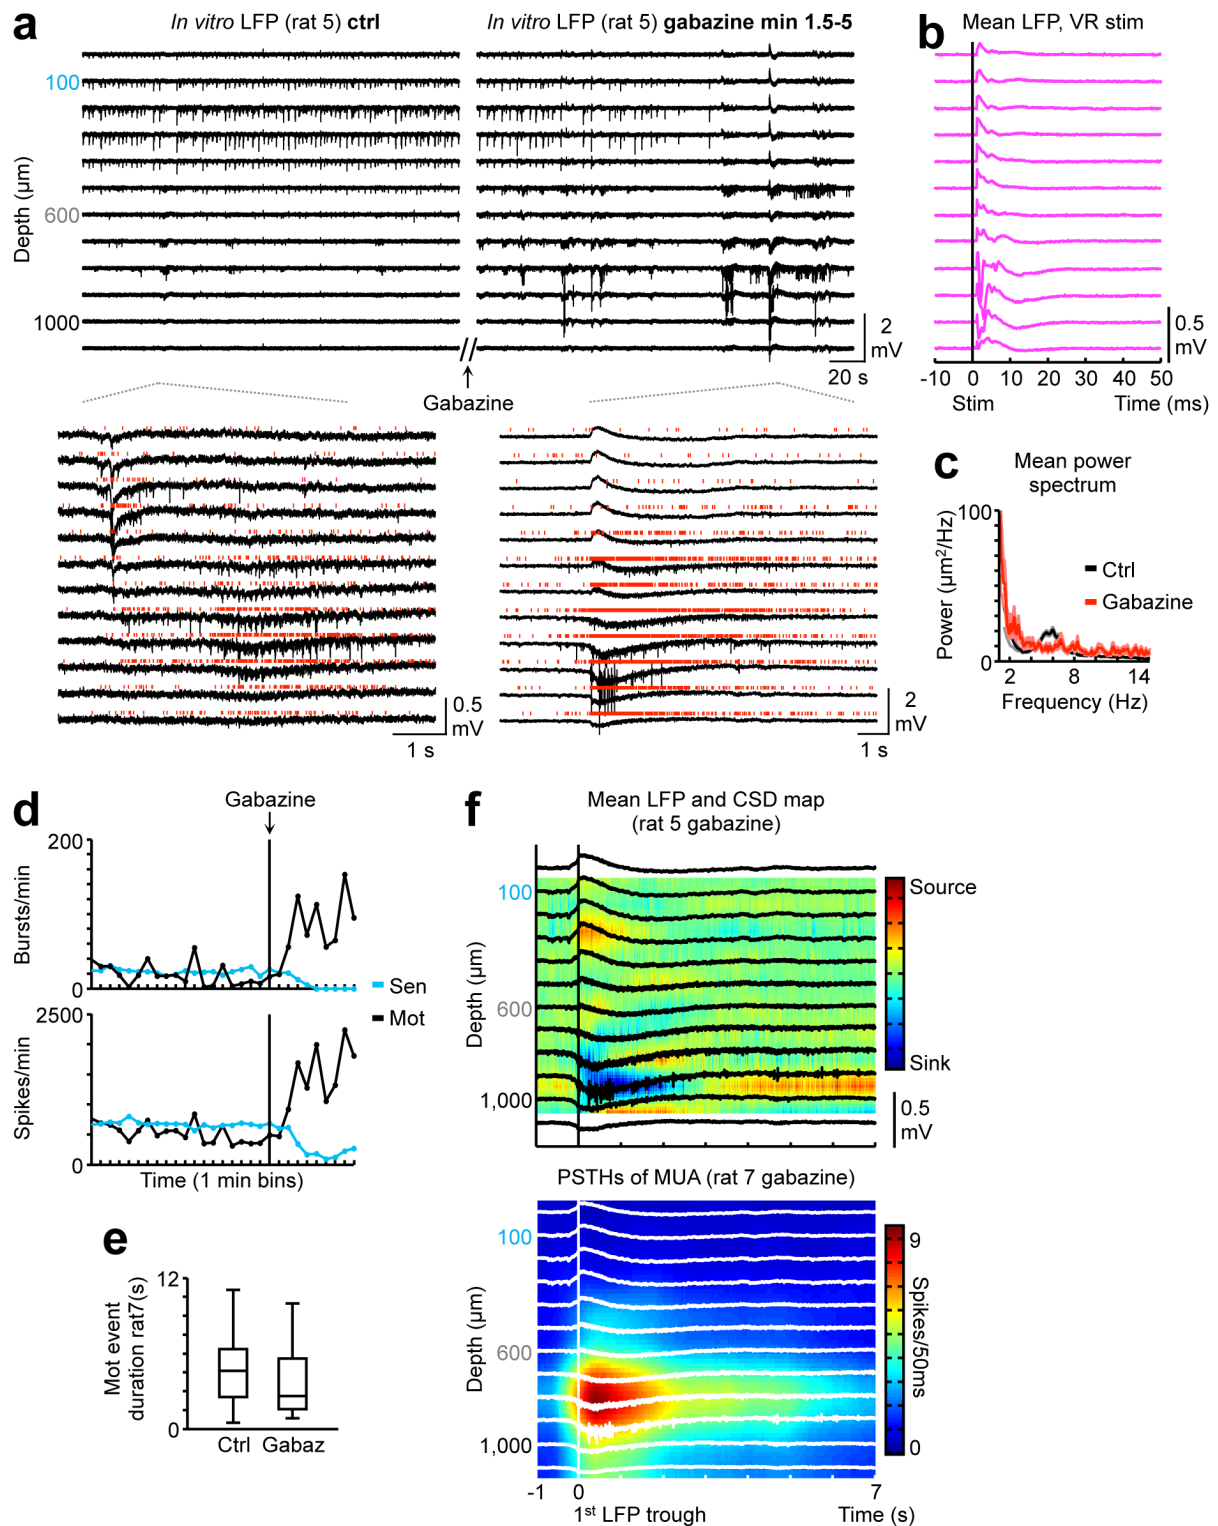 a
In vitro LFP (rat 5) ctrl
In vitro LFP (rat 5) gabazine min 1.5-5
Depth (µm)
100
600
1000
2
mV
20 s
Gabazine
0.5
mV
1 s
2
mV
1 s
b
Mean LFP, VR stim
0.5
mV
-10 0 10 20 30 40 50
Stim
Time (ms)
c
Mean power
spectrum
Power (µm²/Hz)
100
0
Ctrl
Gabazine
2 8 14
Frequency (Hz)
d
Gabazine
Bursts/min
200
0
Sen
Mot
Spikes/min
2500
0
Time (1 min bins)
e
Mot event
duration rat7(s)
12
0
Ctrl Gabaz
f
Mean LFP and CSD map
(rat 5 gabazine)
Depth (µm)
100
600
1,000
Source
Sink
0.5
mV
PSTHs of MUA (rat 7 gabazine)
Depth (µm)
100
600
1,000
9
Spikes/50ms
0
-1 0 7
1st LFP trough
Time (s)